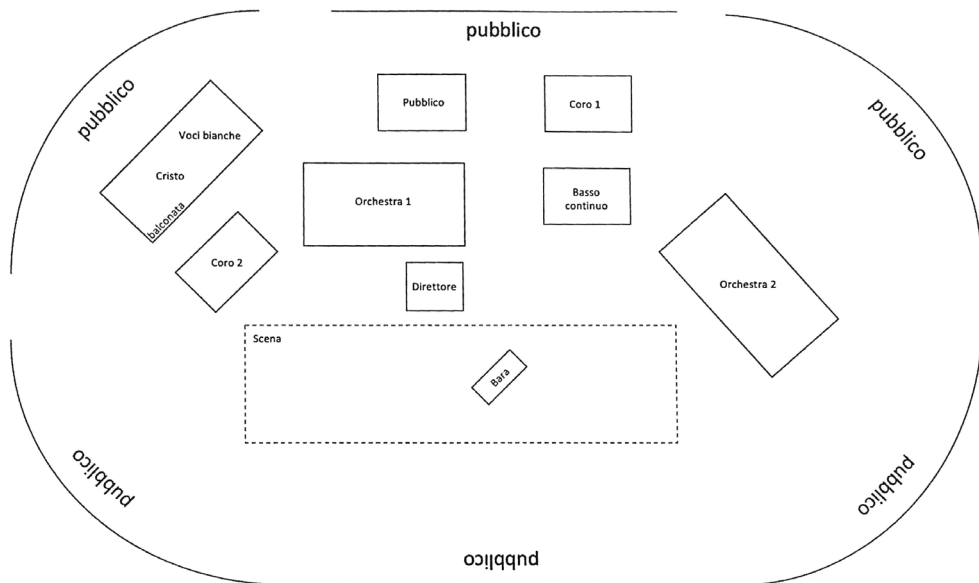 pubblico
pubblico
Pubblico
Coro 1
pubblico
Voci bianche
Cristo
balconata
Orchestra 1
Basso
continuo
Coro 2
Direttore
Orchestra 2
Scena
Bara
pubblico
pubblico
pubblico